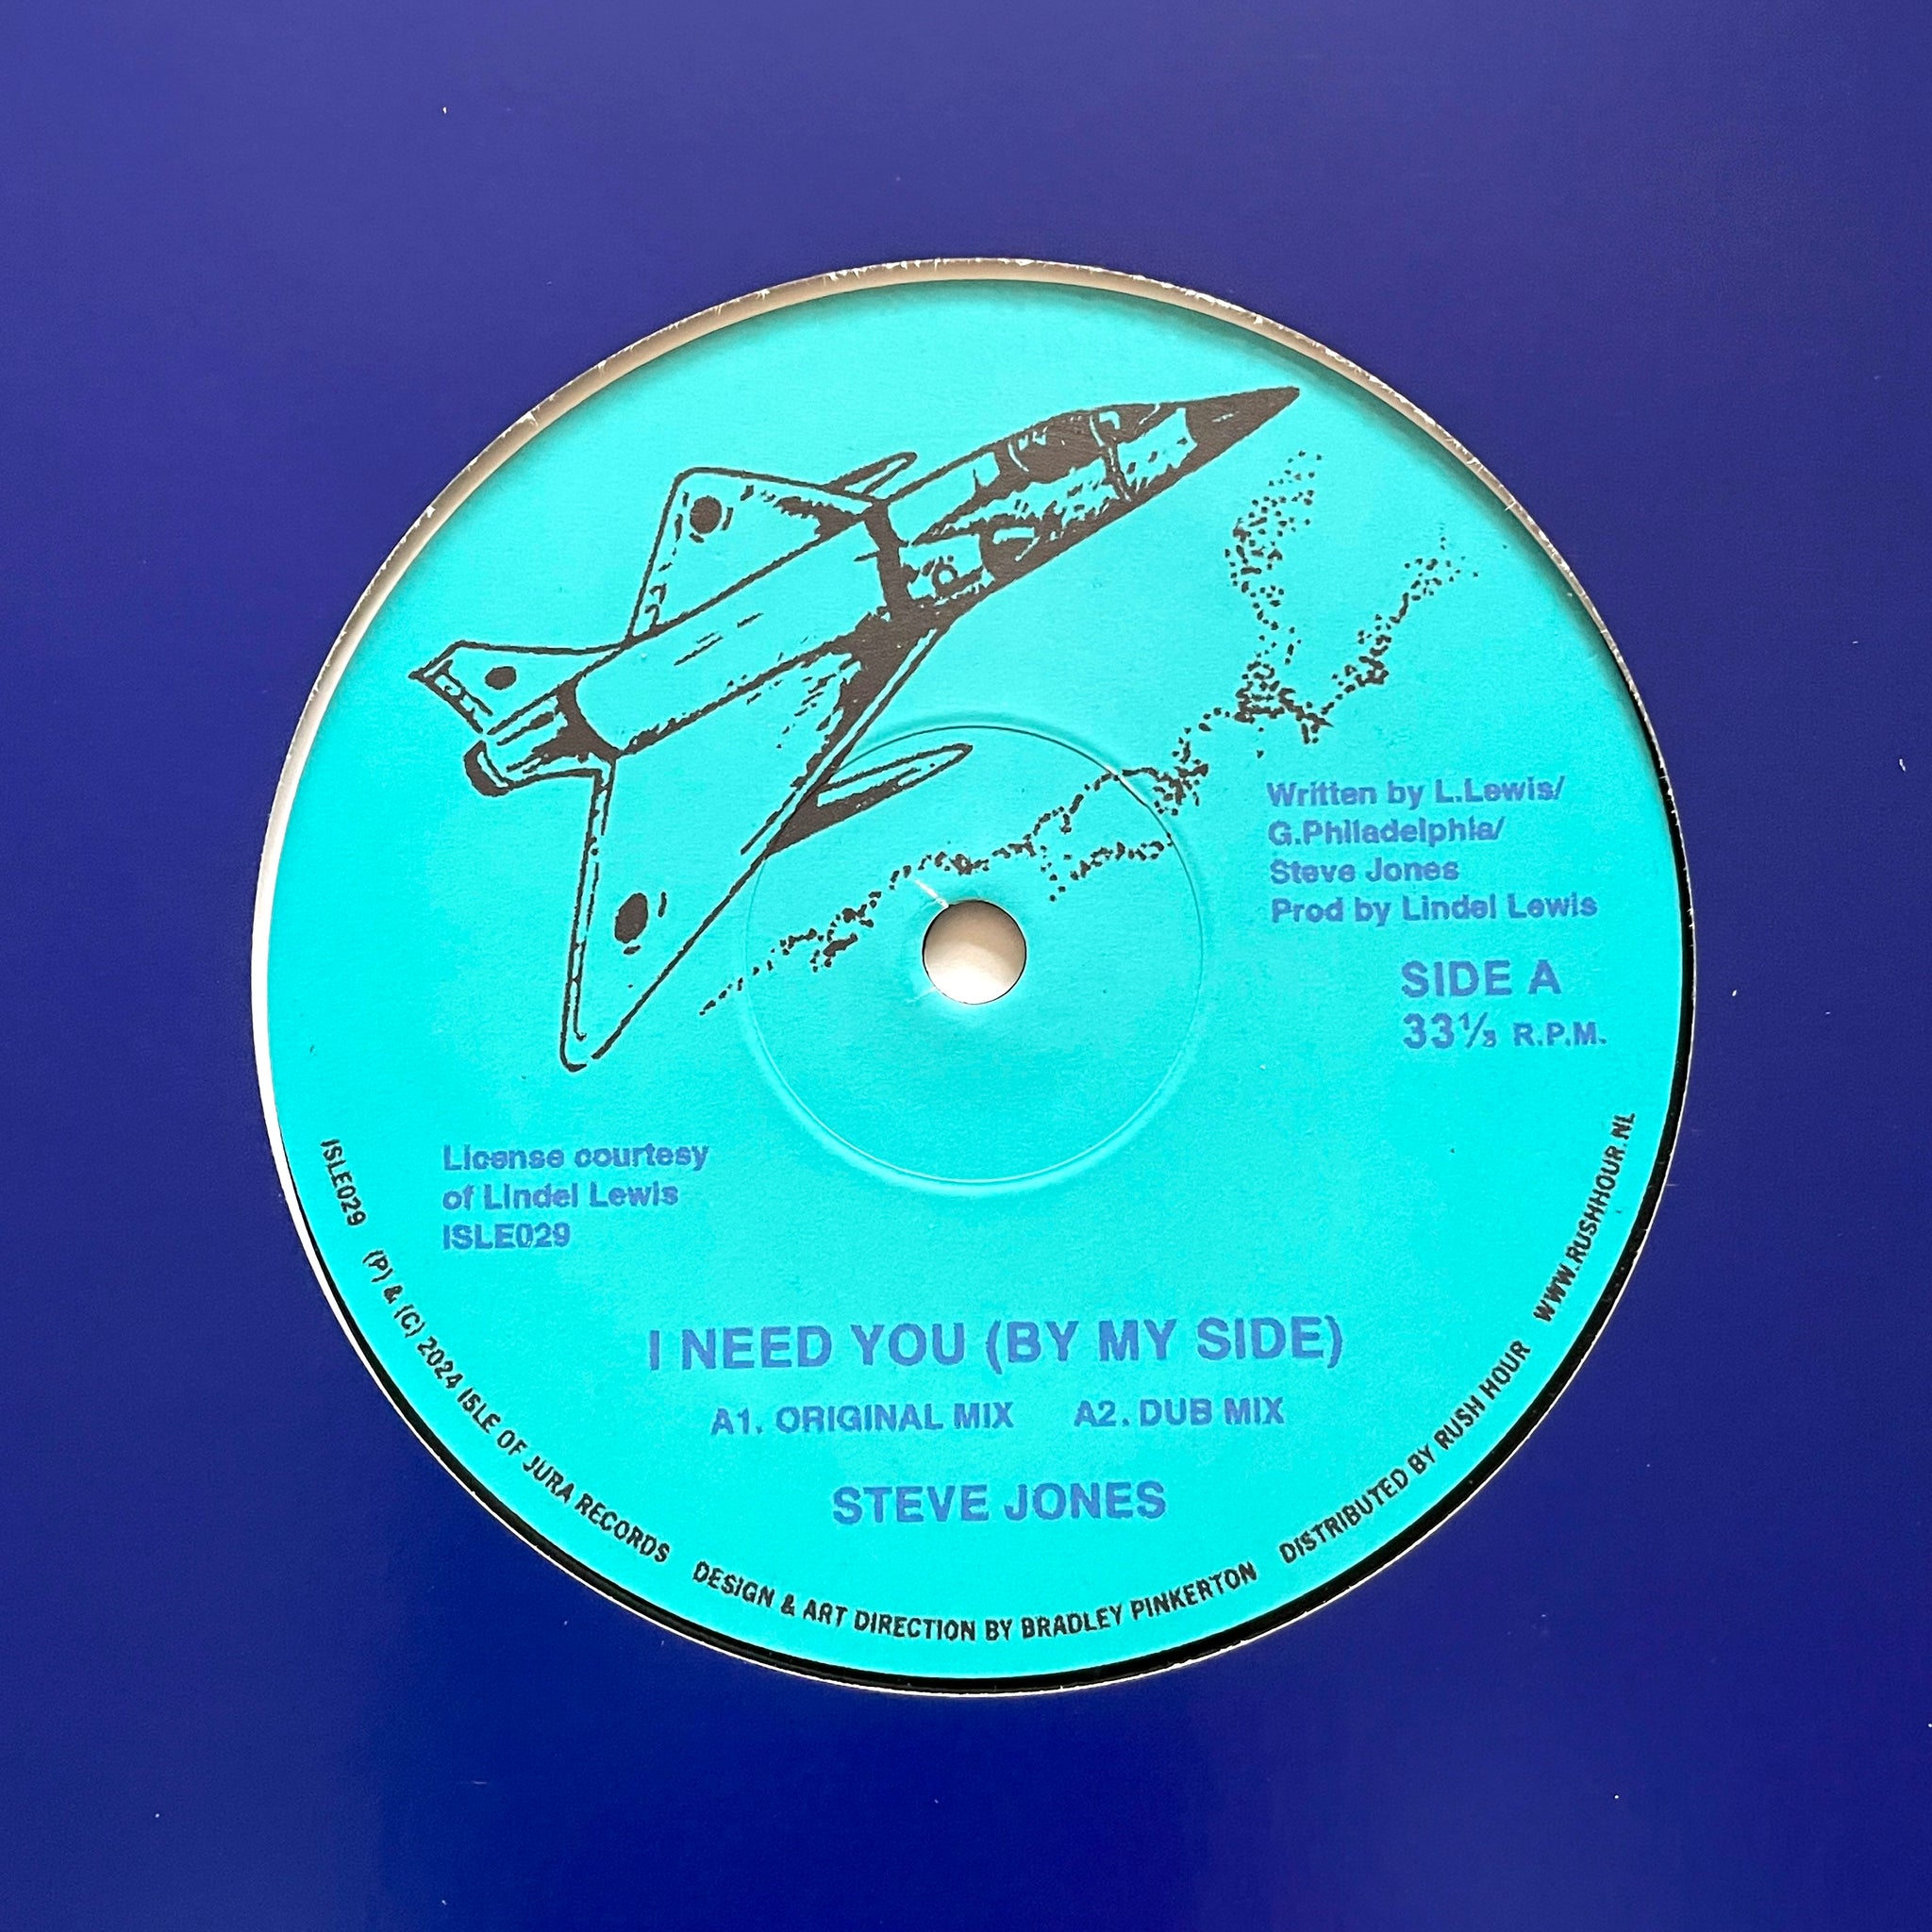 Written by L.Lewis/
G.Philadelphia/
Steve Jones
Prod by Lindel Lewis
SIDE A
33⅓ R.P.M.
License courtesy
of Lindel Lewis
ISLE029
I NEED YOU (BY MY SIDE)
A1. ORIGINAL MIX A2. DUB MIX
STEVE JONES
ISLE029 (P) & (C) 2024 ISLE OF JURA RECORDS DESIGN & ART DIRECTION BY BRADLEY PINKERTON DISTRIBUTED BY RUSH HOUR WWW.RUSHHOUR.NL